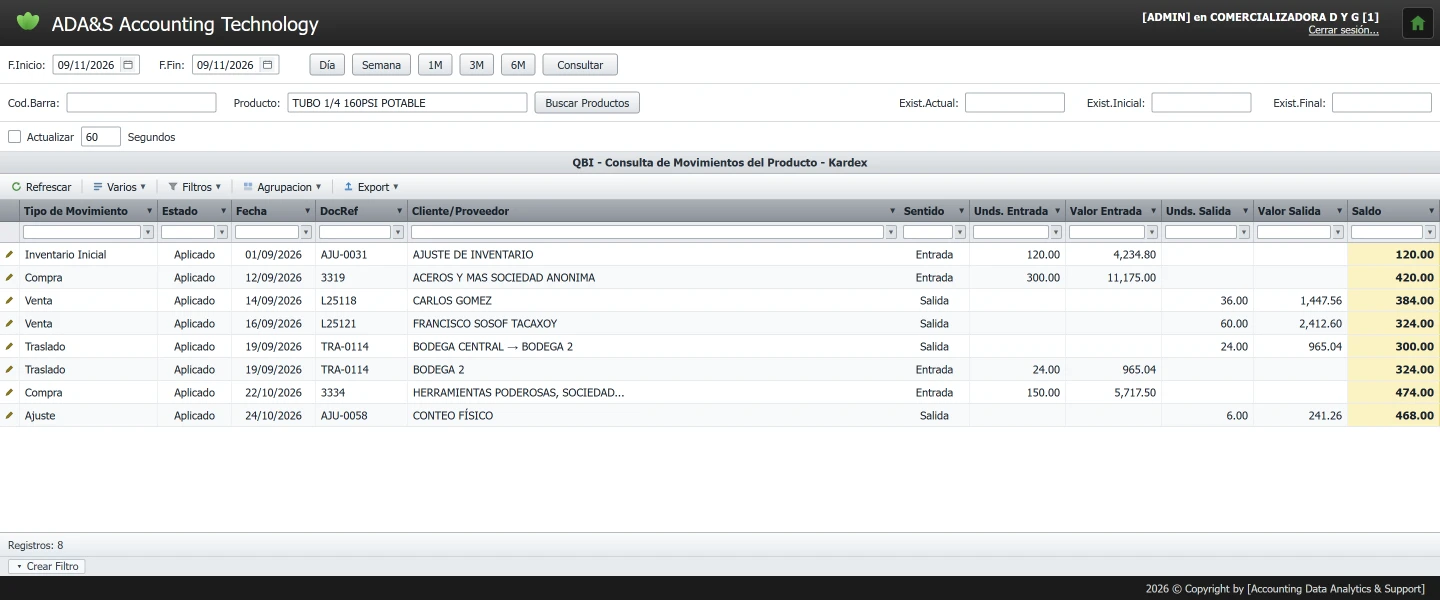 ADA&S Accounting Technology
[ADMIN] en COMERCIALIZADORA D Y G [1]
Cerrar sesión...
F.Inicio: 09/11/2026 F.Fin: 09/11/2026 Día Semana 1M 3M 6M Consultar
Cod.Barra: Producto: TUBO 1/4 160PSI POTABLE Buscar Productos Exist.Actual: Exist.Inicial: Exist.Final:
Actualizar 60 Segundos
QBI - Consulta de Movimientos del Producto - Kardex
Refrescar Varios Filtros Agrupacion Export
Tipo de Movimiento Estado Fecha DocRef Cliente/Proveedor Sentido Unds. Entrada Valor Entrada Unds. Salida Valor Salida Saldo
Inventario Inicial Aplicado 01/09/2026 AJU-0031 AJUSTE DE INVENTARIO Entrada 120.00 4,234.80 120.00
Compra Aplicado 12/09/2026 3319 ACEROS Y MAS SOCIEDAD ANONIMA Entrada 300.00 11,175.00 420.00
Venta Aplicado 14/09/2026 L25118 CARLOS GOMEZ Salida 36.00 1,447.56 384.00
Venta Aplicado 16/09/2026 L25121 FRANCISCO SOSOF TACAXOY Salida 60.00 2,412.60 324.00
Traslado Aplicado 19/09/2026 TRA-0114 BODEGA CENTRAL → BODEGA 2 Salida 24.00 965.04 300.00
Traslado Aplicado 19/09/2026 TRA-0114 BODEGA 2 Entrada 24.00 965.04 324.00
Compra Aplicado 22/10/2026 3334 HERRAMIENTAS PODEROSAS, SOCIEDAD... Entrada 150.00 5,717.50 474.00
Ajuste Aplicado 24/10/2026 AJU-0058 CONTEO FÍSICO Salida 6.00 241.26 468.00
Registros: 8
Crear Filtro
2026 © Copyright by [Accounting Data Analytics & Support]